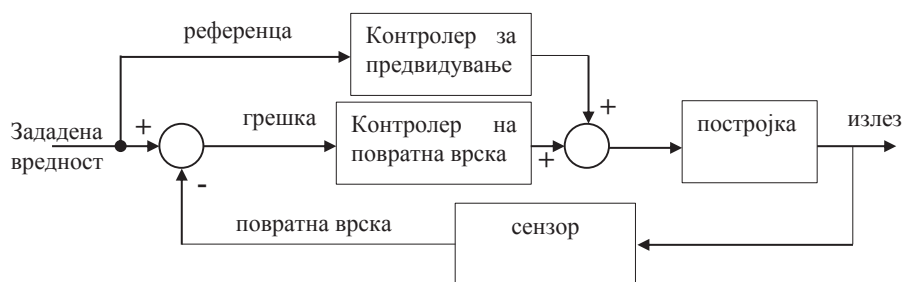 референца
Контролер за
предвидување
+
Зададена
вредност
+
грешка
Контролер на
повратна врска
+
постројка
излез
-
повратна врска
сензор